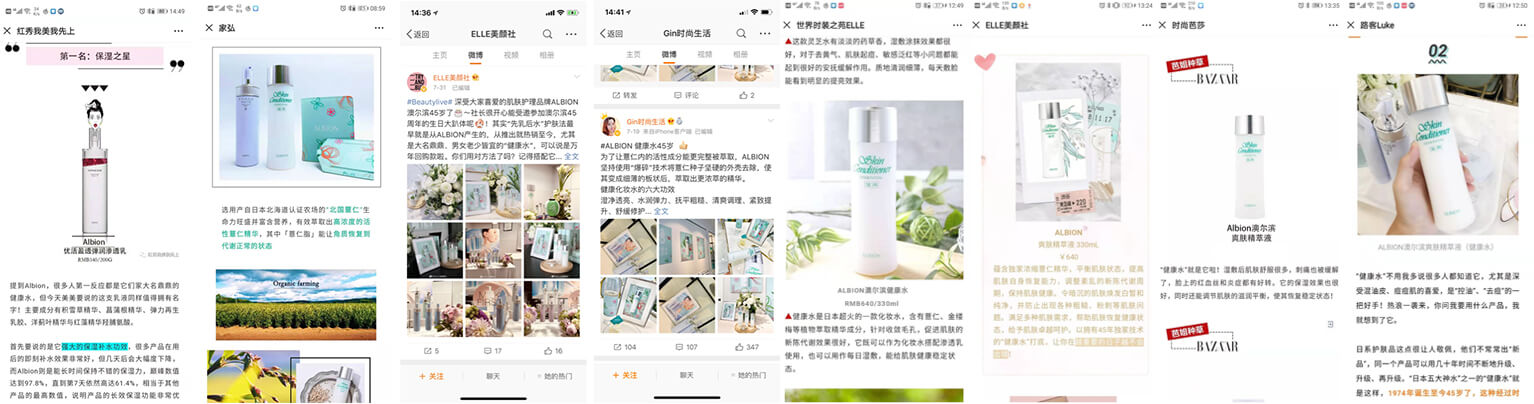 14:49
红秀我美我先上
第一名：保湿之星
Albion
优活盈透弹润渗透乳
RMB540/200G
红秀我美我先上
提到Albion，很多人第一反应都是它们家大名鼎鼎的
健康水，但今天美美要说的这支乳液同样值得拥有名
字！主要成分有积雪草精华、菖蒲根精华、弹力再生
乳胶、洋蓟叶精华与红藻精华羟脯氨酸。
首先要说的是它强大的保湿补水功效，很多产品在用
后的即刻补水效果非常好，但几天后会大幅度下降，
而Albion则是能长时间保持不错的保湿力，巅峰数值
达到97.8%，直到第7天依然高达61.4%，相当于其他
产品的最高数值，说明产品的长效保湿功能非常优
08:59
家弘
Skin
Conditioner
ALBION
选用产自日本北海道认证农场的“北国薏仁”生
命力旺盛并富含营养，有效萃取出高浓度的活
性薏仁精华，其中「薏仁脂」能让角质恢复到
代谢正常的状态
Organic farming
14:36
返回
ELLE美颜社
主页
微博
视频
相册
ELLE美颜社
7-31 已编辑
#Beautylive# 深受大家喜爱的肌肤护理品牌ALBION
澳尔滨45岁了～社长很开心能受邀参加澳尔滨45
周年的生日大趴体呢！其实“先乳后水”护肤法最
早就是从ALBION产生的，从推出就热销至今，尤其
是大名鼎鼎、男女老少皆宜的“健康水”，可以说是万
年回购款啦，你们用对方法了吗？记得搭配它... 全文
5
17
16
+ 关注
聊天
她的热门
14:41
返回
Gin时尚生活
主页
微博
视频
相册
转发
评论
2
Gin时尚生活
7-19 来自iPhone客户端 已编辑
#ALBION 健康水45岁
为了让薏仁内的活性成分能更完整被萃取，ALBION
坚持使用“爆碎”技术将薏仁种子坚硬的外壳去除，使
其变成细薄的板状后，萃取出更浓萃的精华。
健康化妆水的六大功效
澄净透亮、水润弹力、抚平粗糙、清爽调理、紧致提
升、舒缓修护... 全文
104
107
347
+ 关注
聊天
她的热门
12:49
世界时装之苑ELLE
▲这款灵芝水有淡淡的药草香，湿敷涂抹效果都很
好，对于去黄气、肌肤起痘、敏感泛红等小问题都能
起到很好的安抚缓解作用。质地清润细薄，每天敷脸
能看到明显的提亮效果。
Skin
Conditioner
ALBION澳尔滨健康水
RMB640/330ml
▲健康水是日本超火的一款化妆水，含有薏仁、金缕
梅等植物萃取精华成分，针对收敛毛孔，促进肌肤的
新陈代谢效果很好，它既可以作为化妆水搭配渗透乳
使用，也可以用作每日湿敷，能给肌肤健康稳定状
态。
13:24
ELLE美颜社
ALBION
爽肤精萃液 330ML
￥640
蕴含独家浓缩薏仁精华，平衡肌肤状态，提高
肌肤自身恢复能力，调整紊乱的新陈代谢周
期，保持肌肤健康。令暗沉的肌肤焕发白皙和
纯净，并防止出现各种粗糙、粉刺等肌肤问
题。满足多种肌肤需求，帮助肌肤恢复健康状
态，给予肌肤卓越呵护，以拥有45年独家技术
的“健康水”打底，让你在
13:35
时尚芭莎
芭姐种草
BAZAAR
Albion澳尔滨
爽肤精萃液
“健康水”就是它啦！湿敷后肌肤舒服很多，刺痛也被缓解
了，脸上的红血丝和炎症都有好转。它的保湿效果也很
好，同时还能调节肌肤的滋润平衡，使其恢复稳定状态！
芭姐种草
BAZAAR
12:50
路客Luke
02
Skin
Conditioner
ALBION澳尔滨爽肤精萃液（健康水）
“健康水”不用我多说很多人都知道它，尤其是深
受混油皮、痘痘肌的喜爱，是“控油”、“去痘”的一
把好手！热浪一袭来，你问我要用什么产品，我
就想到了它。
日系护肤品这点很让人敬佩，他们不常常出“新
品”，同一个产品可以用几十年时间不断地升级、
升级、再升级。“日本五大神水”之一的“健康水”就
是这样，1974年诞生至今45岁了，这种经过时